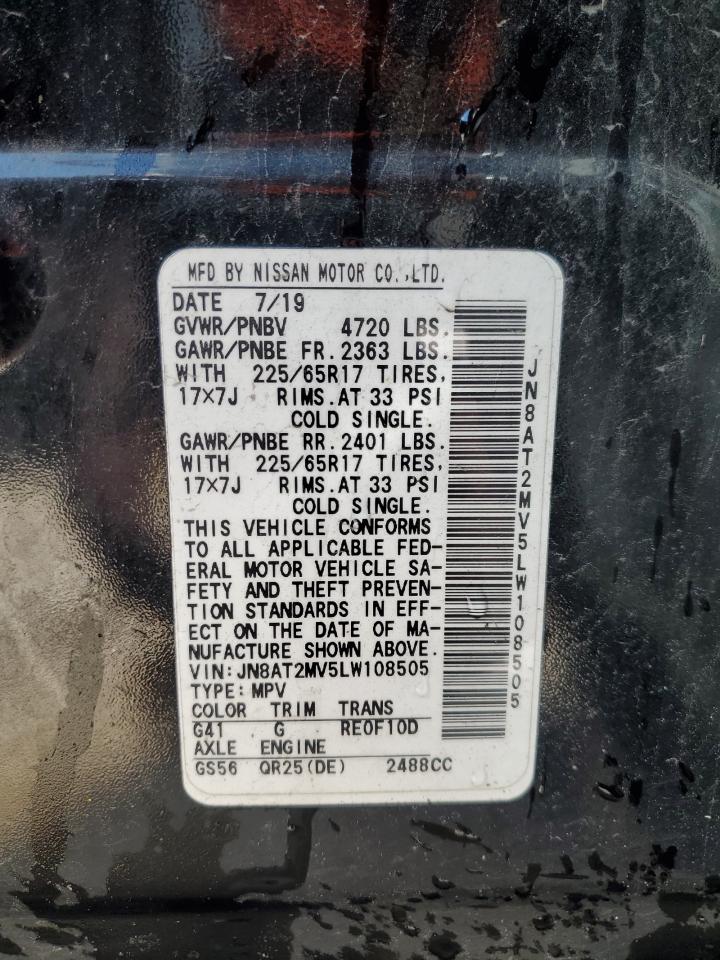 MFD BY NISSAN MOTOR CO.,LTD.
DATE 7/19
GVWR/PNBV 4720 LBS.
GAWR/PNBE FR. 2363 LBS.
WITH 225/65R17 TIRES,
17×7J RIMS. AT 33 PSI
COLD SINGLE.
GAWR/PNBE RR. 2401 LBS.
WITH 225/65R17 TIRES,
17×7J RIMS. AT 33 PSI
COLD SINGLE.
THIS VEHICLE CONFORMS
TO ALL APPLICABLE FED-
ERAL MOTOR VEHICLE SA-
FETY AND THEFT PREVEN-
TION STANDARDS IN EFF-
ECT ON THE DATE OF MA-
NUFACTURE SHOWN ABOVE.
VIN: JN8AT2MV5LW108505
TYPE: MPV
COLOR TRIM TRANS
G41 G RE0F10D
AXLE ENGINE
GS56 QR25(DE) 2488CC
JN8AT2MV5LW108505